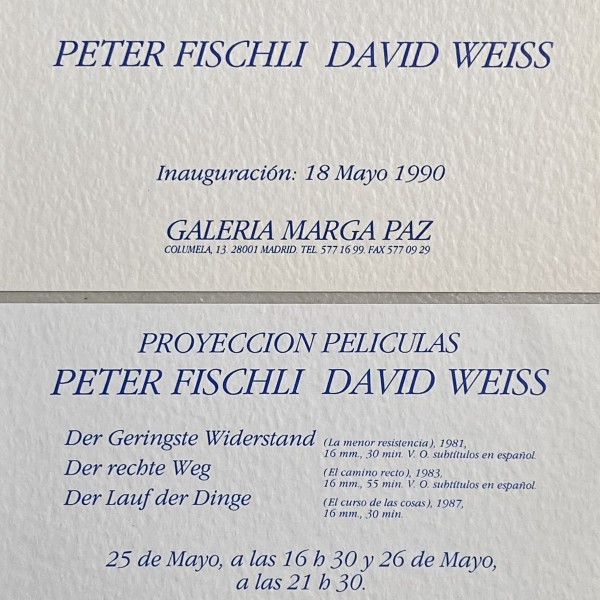 PETER FISCHLI DAVID WEISS
Inauguración: 18 Mayo 1990
GALERIA MARGA PAZ
COLUMELA, 13. 28001 MADRID. TEL. 577 16 99. FAX 577 09 29
PROYECCION PELICULAS
PETER FISCHLI DAVID WEISS
Der Geringste Widerstand (La menor resistencia), 1981,
16 mm., 30 min. V. O. subtítulos en español.
Der rechte Weg (El camino recto), 1983.
16 mm., 55 min. V. O. subtítulos en español.
Der Lauf der Dinge (El curso de las cosas), 1987,
16 mm., 30 min.
25 de Mayo, a las 16 h 30 y 26 de Mayo,
a las 21 h 30.